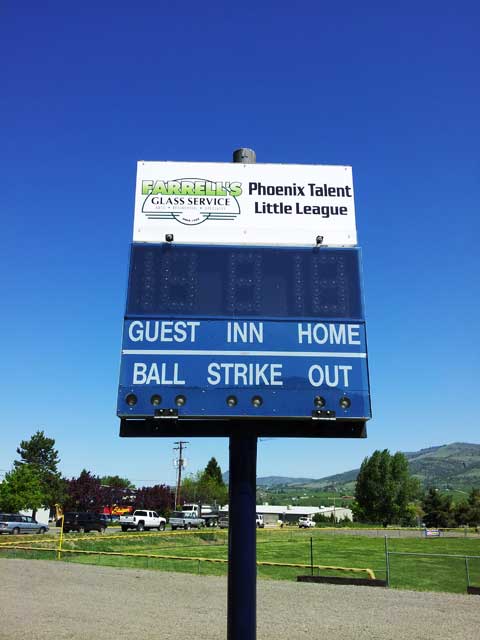 FARRELL'S
GLASS SERVICE
Phoenix Talent
Little League
GUEST INN HOME
BALL STRIKE OUT